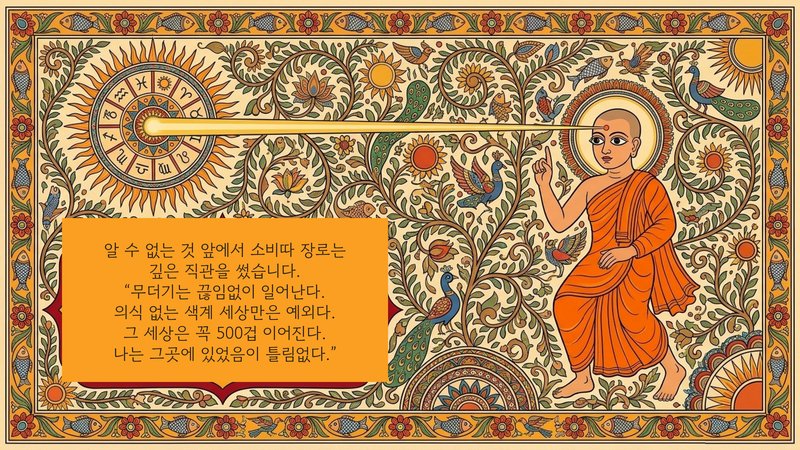 알 수 없는 것 앞에서 소비따 장로는
깊은 직관을 썼습니다.
“무더기는 끊임없이 일어난다.
의식 없는 색계 세상만은 예외다.
그 세상은 꼭 500겁 이어진다.
나는 그곳에 있었음이 틀림없다.”